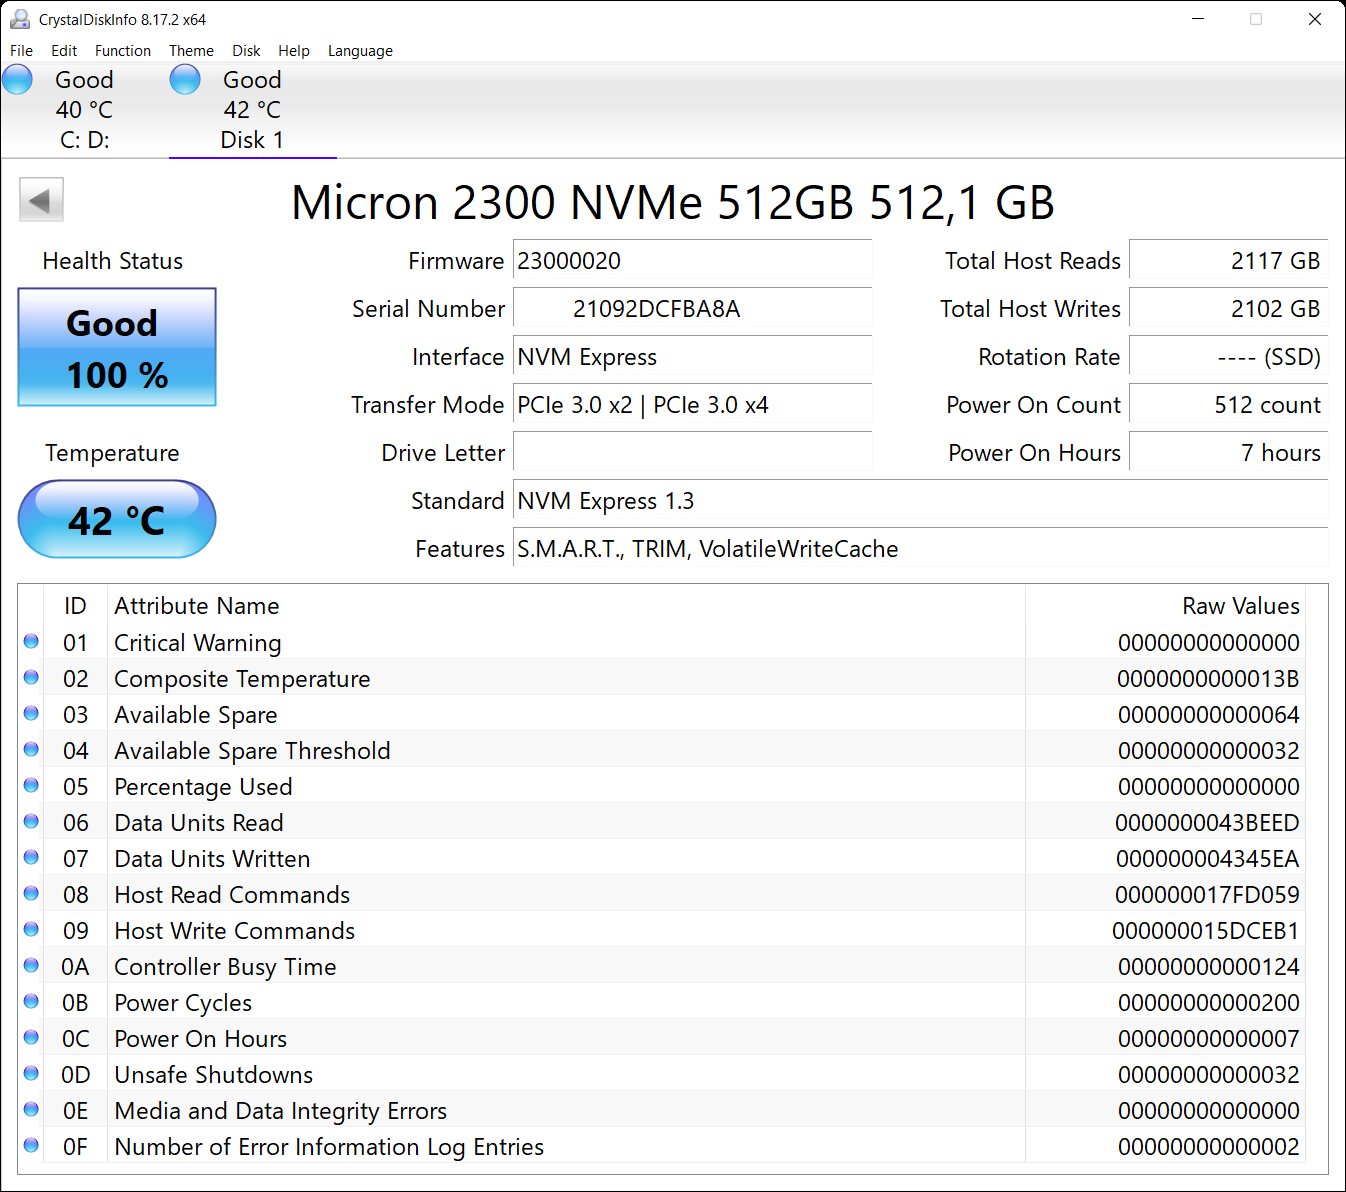 CrystalDiskInfo 8.17.2 x64
File Edit Function Theme Disk Help Language
Good Good
40 °C 42 °C
C: D: Disk 1
Micron 2300 NVMe 512GB 512,1 GB
Health Status
Good
100 %
Temperature
42 °C
Firmware 23000020
Serial Number 21092DCFBA8A
Interface NVM Express
Transfer Mode PCIe 3.0 x2 | PCIe 3.0 x4
Drive Letter
Standard NVM Express 1.3
Features S.M.A.R.T., TRIM, VolatileWriteCache
Total Host Reads 2117 GB
Total Host Writes 2102 GB
Rotation Rate ---- (SSD)
Power On Count 512 count
Power On Hours 7 hours
ID Attribute Name Raw Values
01 Critical Warning 00000000000000
02 Composite Temperature 0000000000013B
03 Available Spare 00000000000064
04 Available Spare Threshold 00000000000032
05 Percentage Used 00000000000000
06 Data Units Read 0000000043BEED
07 Data Units Written 000000004345EA
08 Host Read Commands 000000017FD059
09 Host Write Commands 000000015DCEB1
0A Controller Busy Time 00000000000124
0B Power Cycles 00000000000200
0C Power On Hours 00000000000007
0D Unsafe Shutdowns 00000000000032
0E Media and Data Integrity Errors 00000000000000
0F Number of Error Information Log Entries 00000000000002